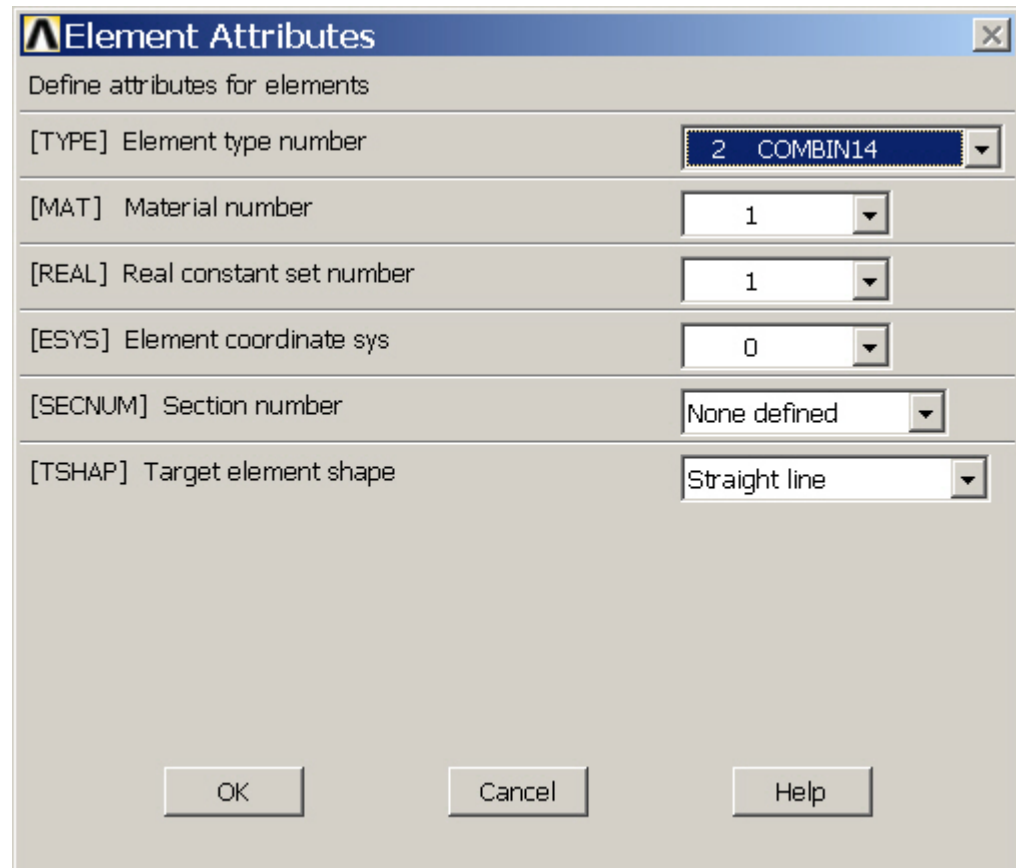 Element Attributes
Define attributes for elements
[TYPE] Element type number 2 COMBIN14
[MAT] Material number 1
[REAL] Real constant set number 1
[ESYS] Element coordinate sys 0
[SECNUM] Section number None defined
[TSHAP] Target element shape Straight line
OK Cancel Help